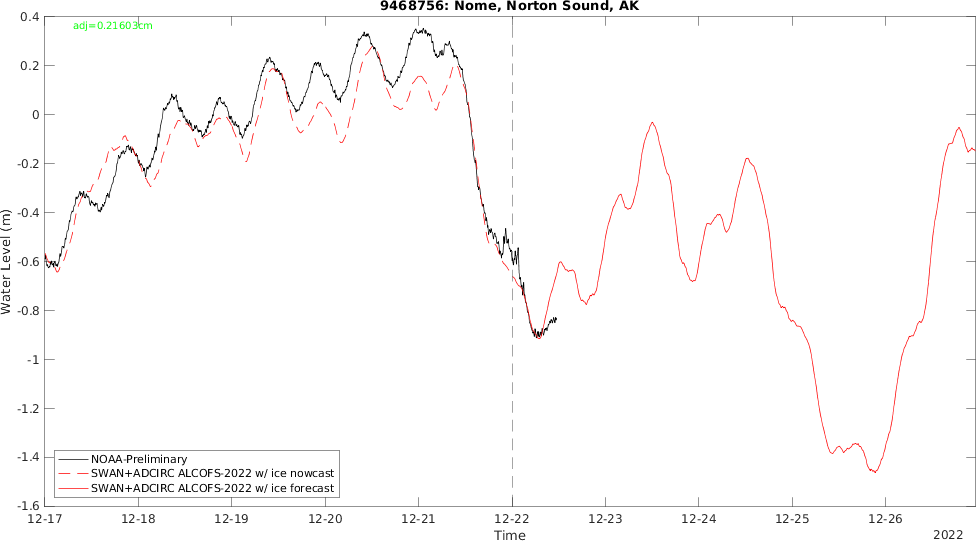 9468756: Nome, Norton Sound, AK
adj=0.21603cm
0.4
0.2
0
-0.2
-0.4
-0.6
-0.8
-1
-1.2
-1.4
-1.6
Water Level (m)
NOAA-Preliminary
SWAN+ADCIRC ALCOFS-2022 w/ ice nowcast
SWAN+ADCIRC ALCOFS-2022 w/ ice forecast
12-17 12-18 12-19 12-20 12-21 12-22 12-23 12-24 12-25 12-26
Time
2022